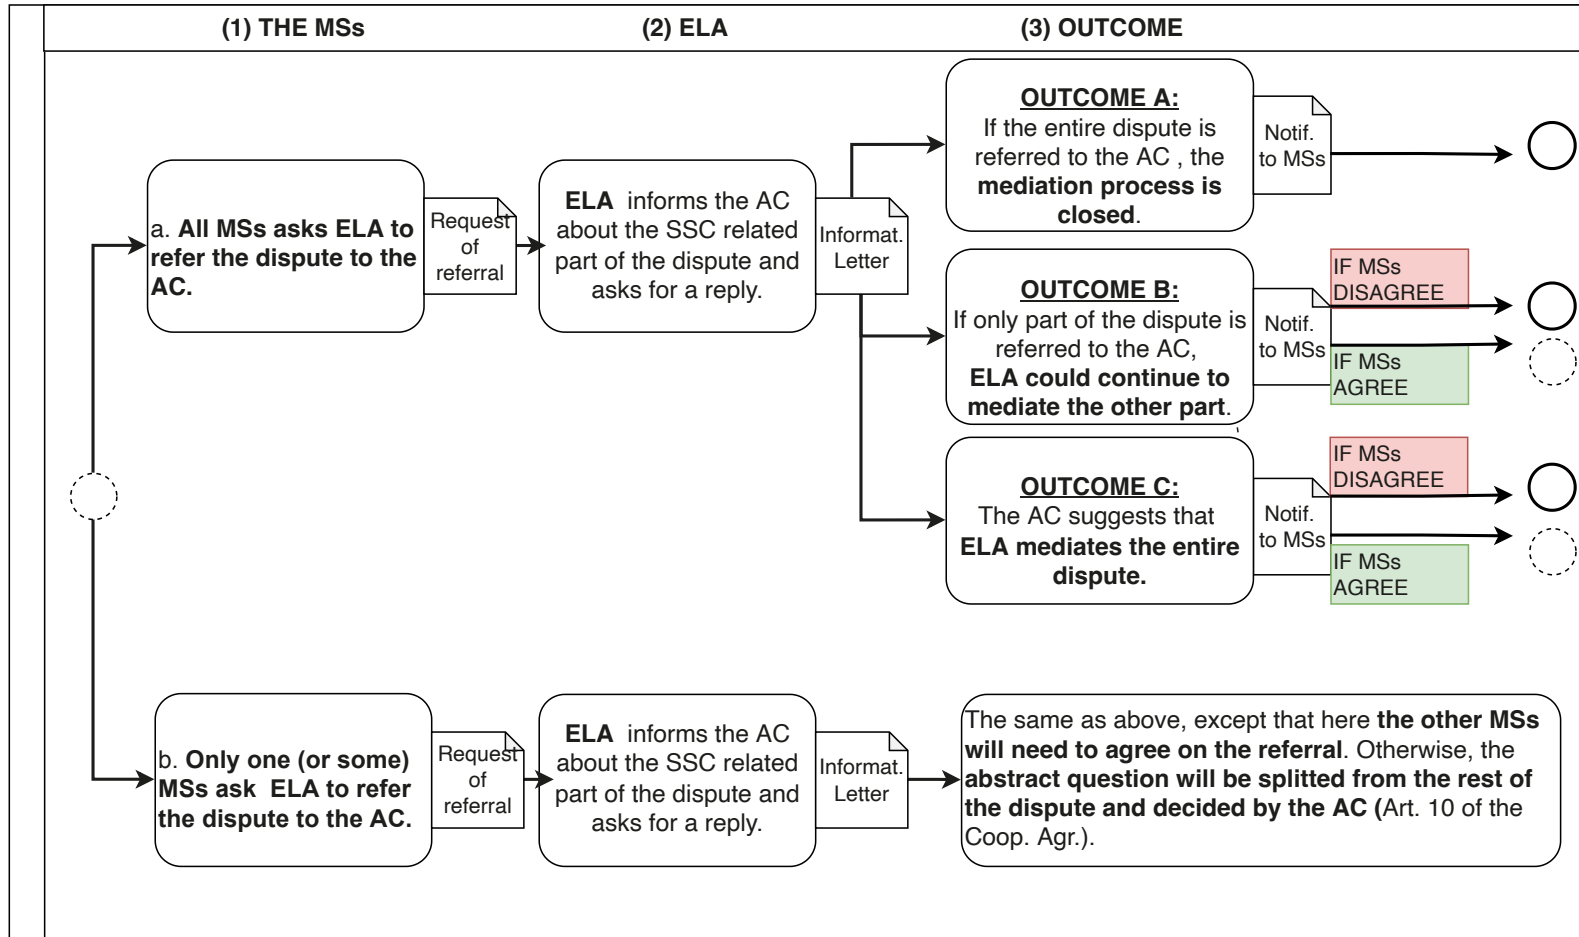 (1) THE MSs
(2) ELA
(3) OUTCOME
a. All MSs asks ELA to
refer the dispute to the
AC.
Request
of
referral
ELA informs the AC
about the SSC related
part of the dispute and
asks for a reply.
Informat.
Letter
OUTCOME A:
If the entire dispute is
referred to the AC , the
mediation process is
closed.
Notif.
to MSs
OUTCOME B:
If only part of the dispute is
referred to the AC,
ELA could continue to
mediate the other part.
Notif.
to MSs
IF MSs
DISAGREE
IF MSs
AGREE
OUTCOME C:
The AC suggests that
ELA mediates the entire
dispute.
Notif.
to MSs
IF MSs
DISAGREE
IF MSs
AGREE
b. Only one (or some)
MSs ask ELA to refer
the dispute to the AC.
Request
of
referral
ELA informs the AC
about the SSC related
part of the dispute and
asks for a reply.
Informat.
Letter
The same as above, except that here the other MSs
will need to agree on the referral. Otherwise, the
abstract question will be splitted from the rest of
the dispute and decided by the AC (Art. 10 of the
Coop. Agr.).